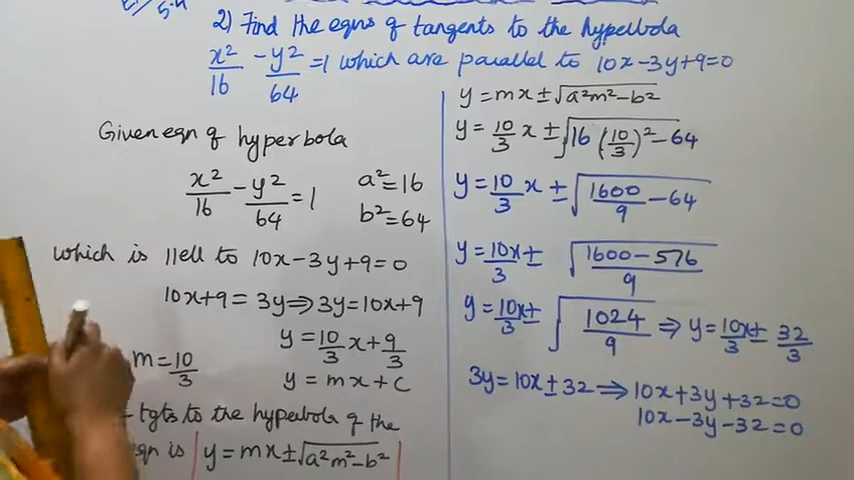 2) Find the eqns of tangents to the hyperbola
x²/16 - y²/64 = 1 which are parallel to 10x-3y+9=0
Given eqn of hyperbola
x²/16 - y²/64 = 1
a²=16
b²=64
which is llel to 10x-3y+9=0
10x+9=3y⇒3y=10x+9
y=10/3 x+9/3
m=10/3
y=mx+c
tgts to the hyperbola of the
eqn is y=mx±√(a²m²-b²)
y=mx±√(a²m²-b²)
y=10/3 x±√(16(10/3)²-64)
y=10/3 x±√(1600/9-64)
y=10x/3±√((1600-576)/9)
y=10x/3±√(1024/9) ⇒ y=10x/3±32/3
3y=10x±32⇒10x+3y+32=0
10x-3y-32=0